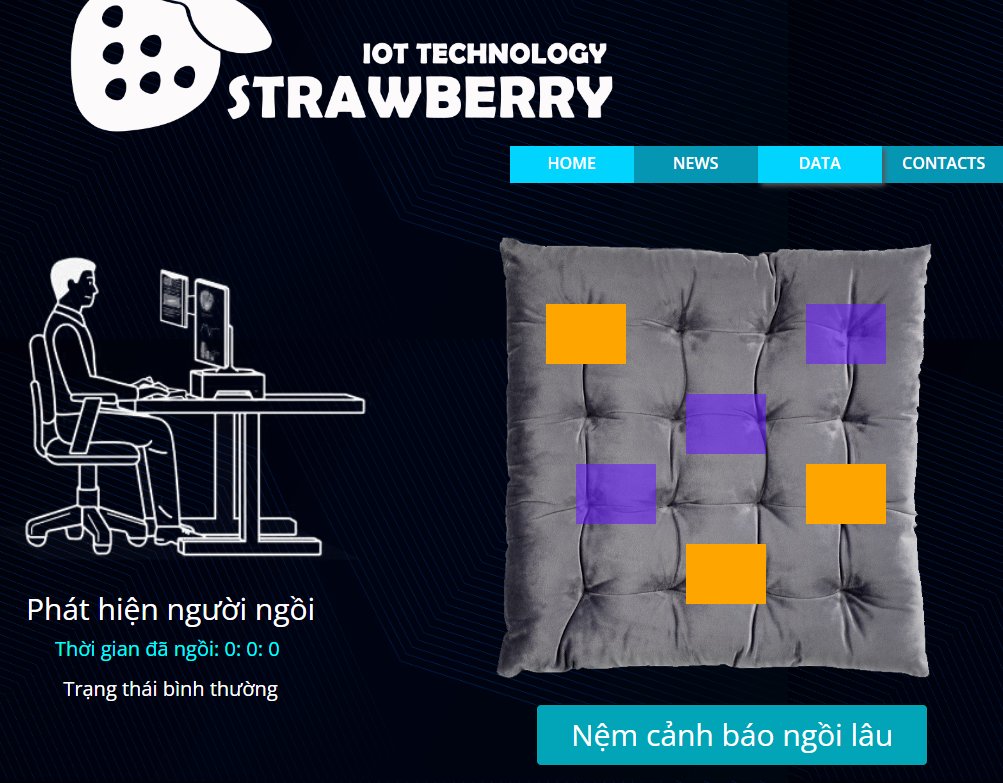 IOT TECHNOLOGY
STRAWBERRY
HOME NEWS DATA CONTACTS
Phát hiện người ngồi
Thời gian đã ngồi: 0: 0: 0
Trạng thái bình thường
Nệm cảnh báo ngồi lâu